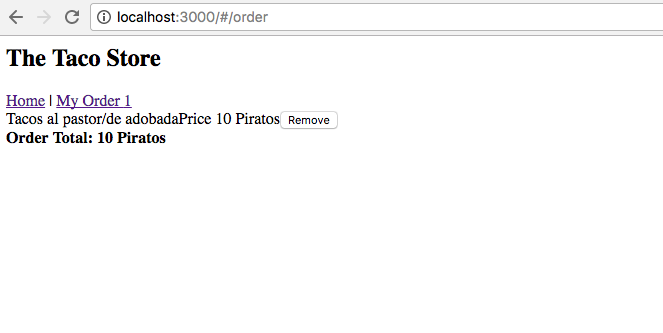 localhost:3000/#/order
The Taco Store
Home | My Order 1
Tacos al pastor/de adobadaPrice 10 Piratos Remove
Order Total: 10 Piratos